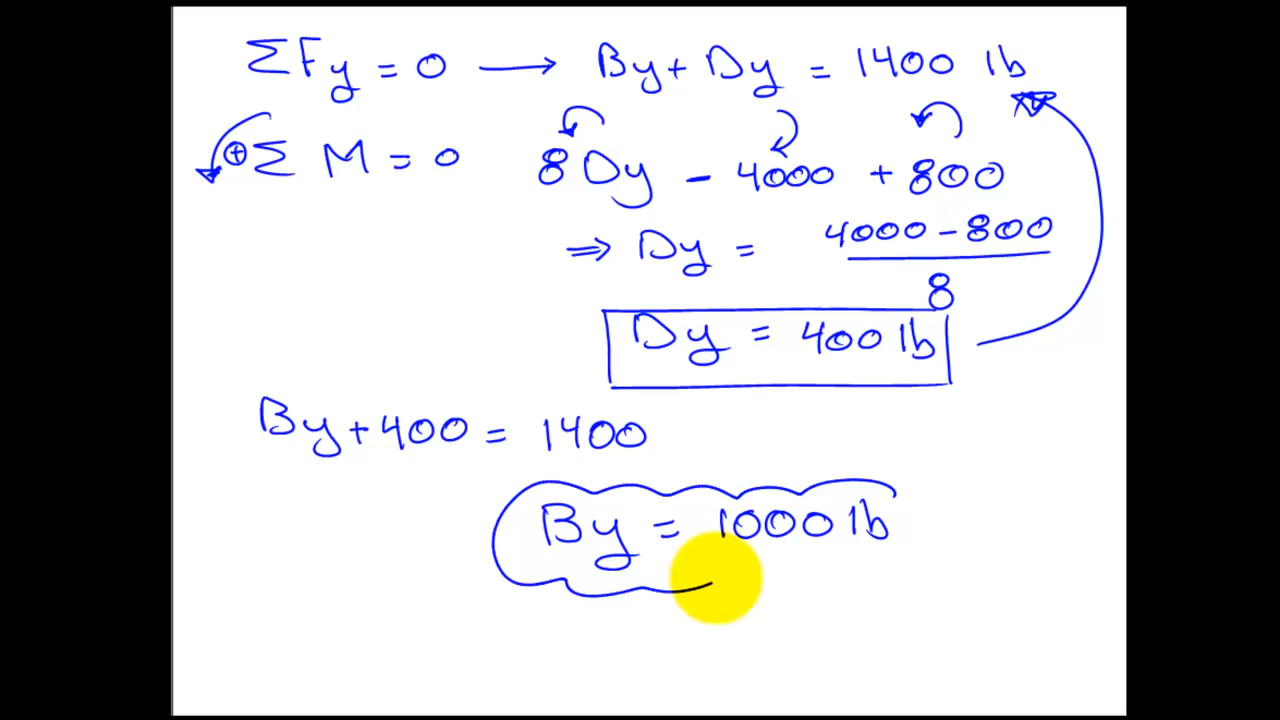 ΣFy = 0 → By + Dy = 1400 lb
⊕ Σ M = 0 8Dy - 4000 + 800
⇒ Dy = 4000 - 800
8
Dy = 400 lb
By + 400 = 1400
By = 1000 lb